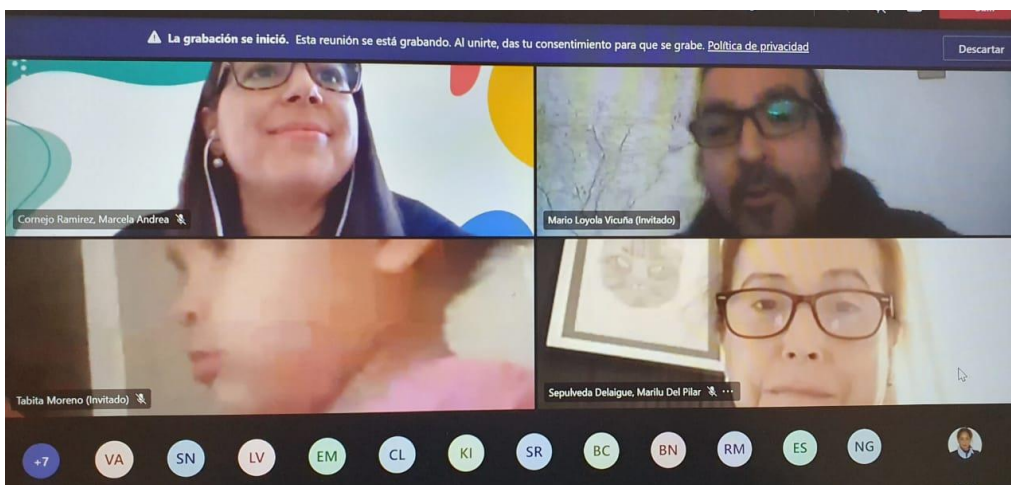 La grabación se inició. Esta reunión se está grabando. Al unirte, das tu consentimiento para que se grabe. Política de privacidad
Descartar
Cornejo Ramirez, Marcela Andrea
Mario Loyola Vicuña (Invitado)
Tabita Moreno (Invitado)
Sepulveda Delaigue, Marilu Del Pilar ...
+7 VA SN LV EM CL KI SR BC BN RM ES NG